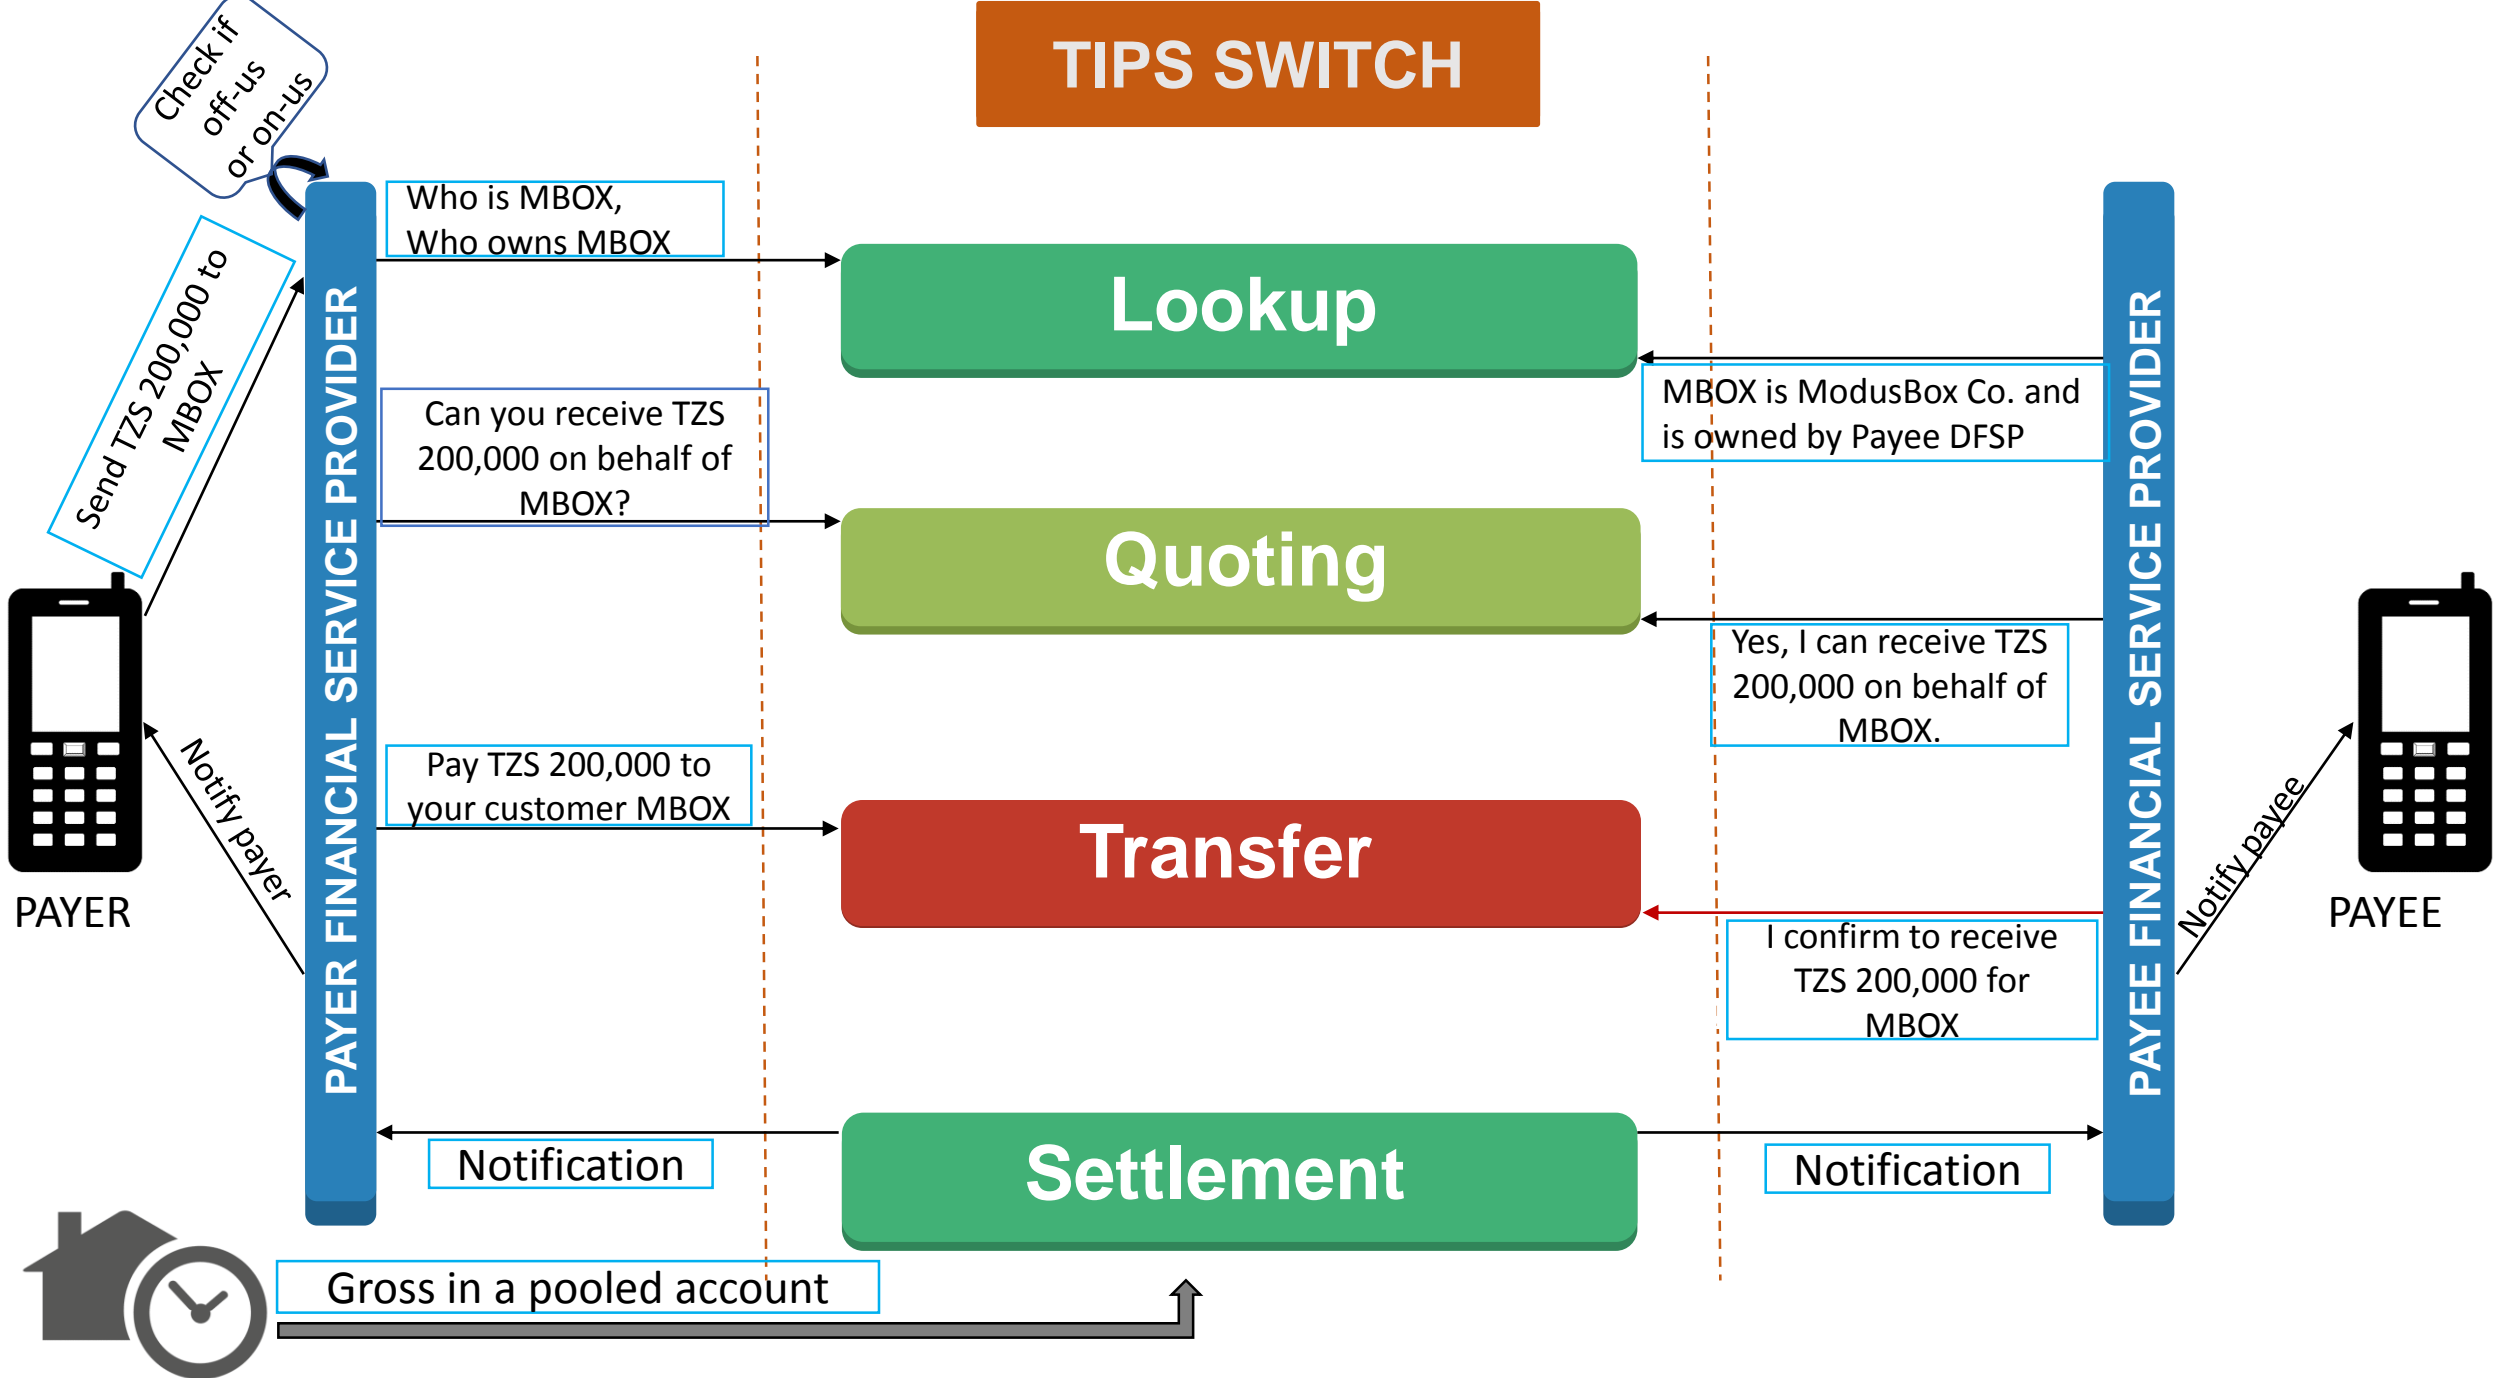 Check if
off-us
or on-us
TIPS SWITCH
Who is MBOX,
Who owns MBOX
Send TZS 200,000 to
MBOX
PAYER FINANCIAL SERVICE PROVIDER
Lookup
PAYEE FINANCIAL SERVICE PROVIDER
MBOX is ModusBox Co. and
is owned by Payee DFSP
Can you receive TZS
200,000 on behalf of
MBOX?
Quoting
Yes, I can receive TZS
200,000 on behalf of
MBOX.
Pay TZS 200,000 to
your customer MBOX
Notify payer
Transfer
Notify payee
PAYER
PAYEE
I confirm to receive
TZS 200,000 for
MBOX
Notification
Settlement
Notification
Gross in a pooled account